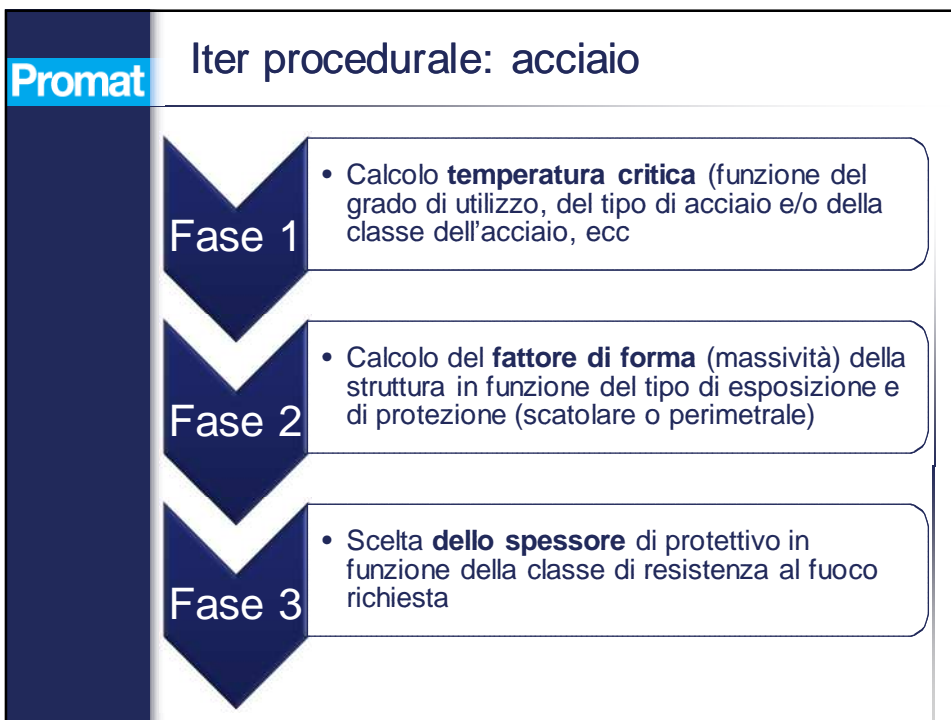 Promat
Iter procedurale: acciaio
Fase 1
• Calcolo temperatura critica (funzione del
grado di utilizzo, del tipo di acciaio e/o della
classe dell'acciaio, ecc
Fase 2
• Calcolo del fattore di forma (massività) della
struttura in funzione del tipo di esposizione e
di protezione (scatolare o perimetrale)
Fase 3
• Scelta dello spessore di protettivo in
funzione della classe di resistenza al fuoco
richiesta